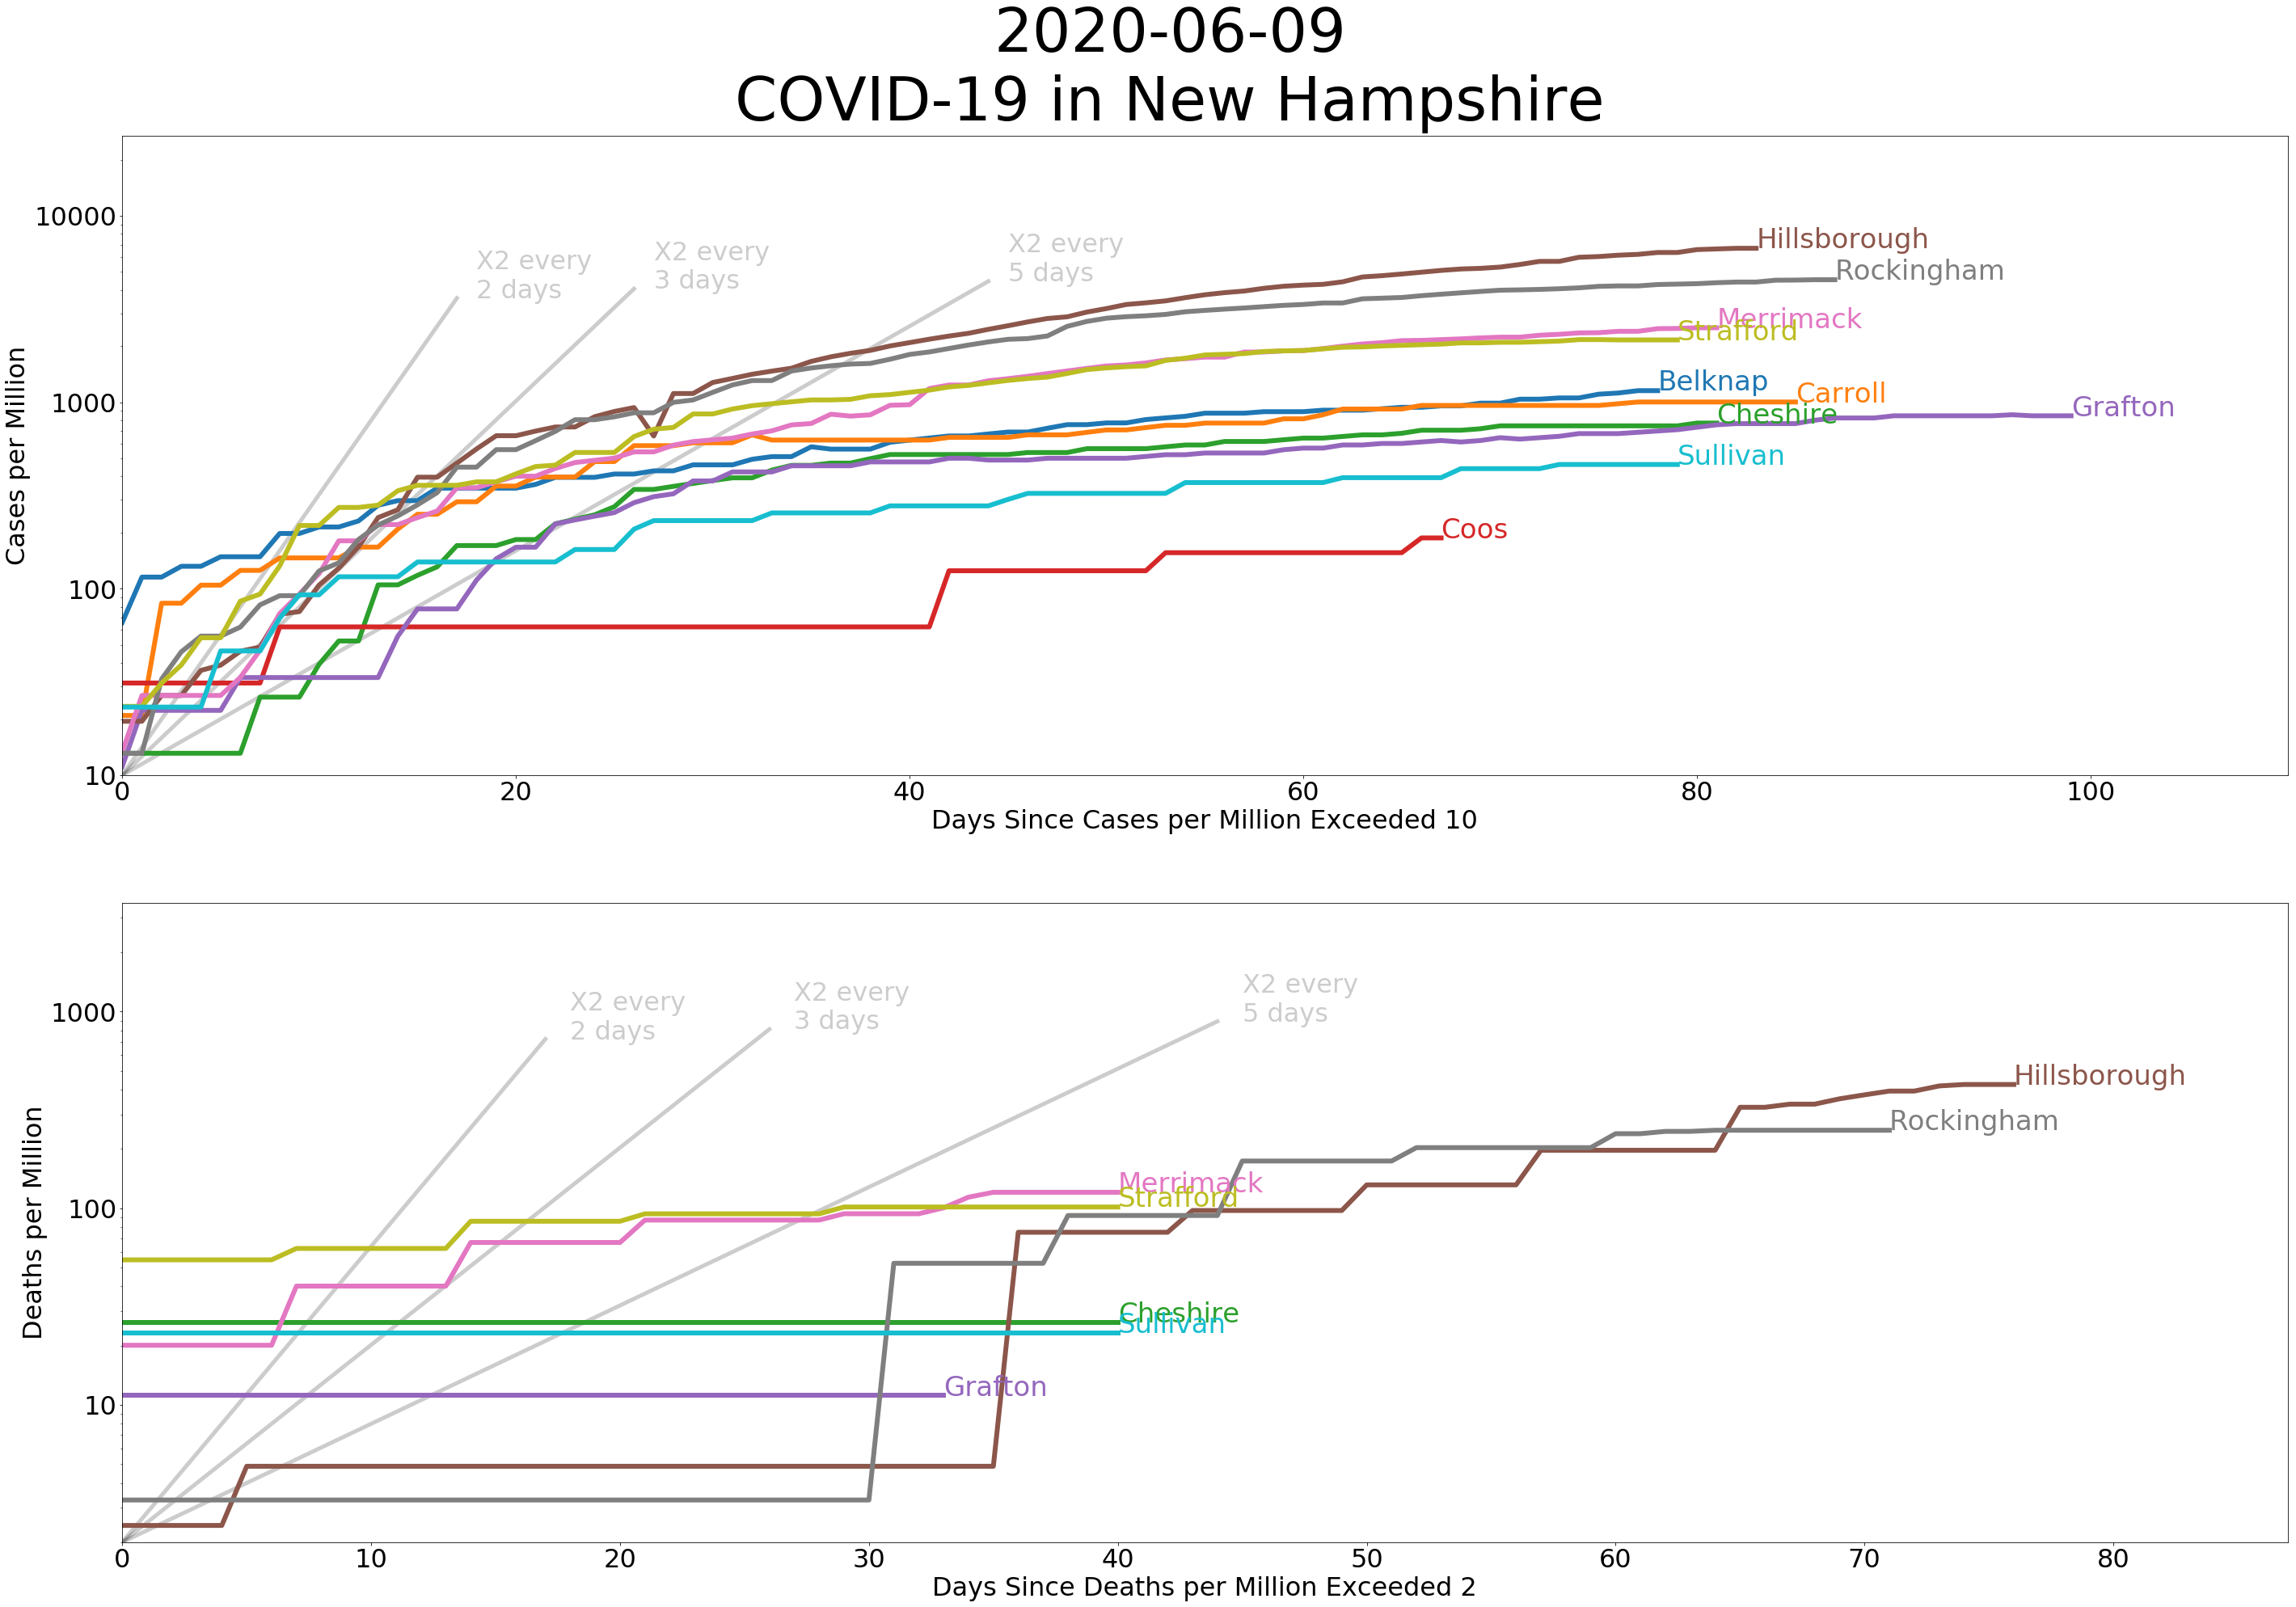 2020-06-09
COVID-19 in New Hampshire
10000
1000
100
10
Cases per Million
X2 every
2 days
X2 every
3 days
X2 every
5 days
Hillsborough
Rockingham
Merrimack
Strafford
Belknap
Carroll
Cheshire
Grafton
Sullivan
Coos
0 20 40 60 80 100
Days Since Cases per Million Exceeded 10
1000
100
10
Deaths per Million
X2 every
2 days
X2 every
3 days
X2 every
5 days
Hillsborough
Rockingham
Merrimack
Strafford
Cheshire
Sullivan
Grafton
0 10 20 30 40 50 60 70 80
Days Since Deaths per Million Exceeded 2